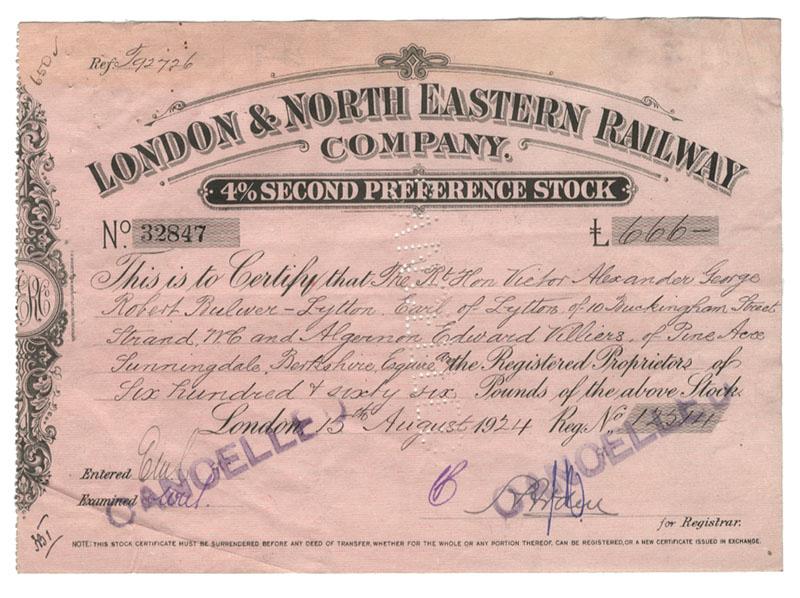 6500
Ref: T92726
LONDON & NORTH EASTERN RAILWAY
COMPANY.
4% SECOND PREFERENCE STOCK
No. 32847 £ 666-
This is to Certify that The Rt. Hon Victor Alexander George
Robert Bulwer-Lytton Earl of Lytton of 10 Buckingham Street
Strand, WC and Algernon Edward Villiers, of Pine Acre
Sunningdale, Berkshire, Esquire are the Registered Proprietors of
Six hundred & sixty six Pounds of the above Stock.
London 15th August 1924 Reg. No. 12314
CANCELLED
CANCELLED
Entered
Examined
for Registrar.
NOTE: THIS STOCK CERTIFICATE MUST BE SURRENDERED BEFORE ANY DEED OF TRANSFER, WHETHER FOR THE WHOLE OR ANY PORTION THEREOF, CAN BE REGISTERED, OR A NEW CERTIFICATE ISSUED IN EXCHANGE.